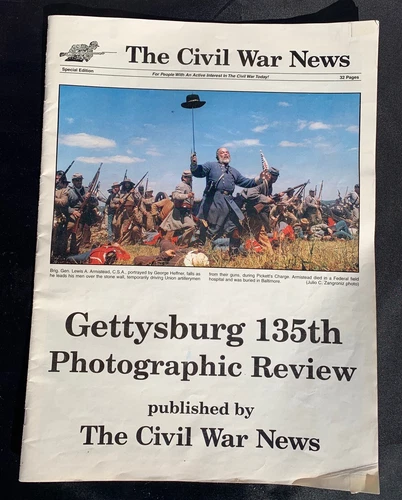 The Civil War News
Special Edition
For People With An Active Interest In The Civil War Today!
32 Pages
Brig. Gen. Lewis A. Armistead, C.S.A., portrayed by George Heffner, falls as
he leads his men over the stone wall, temporarily driving Union artillerymen
from their guns, during Pickett's Charge. Armistead died in a Federal field
hospital and was buried in Baltimore.
(Julio C. Zangroniz photo)
Gettysburg 135th
Photographic Review
published by
The Civil War News